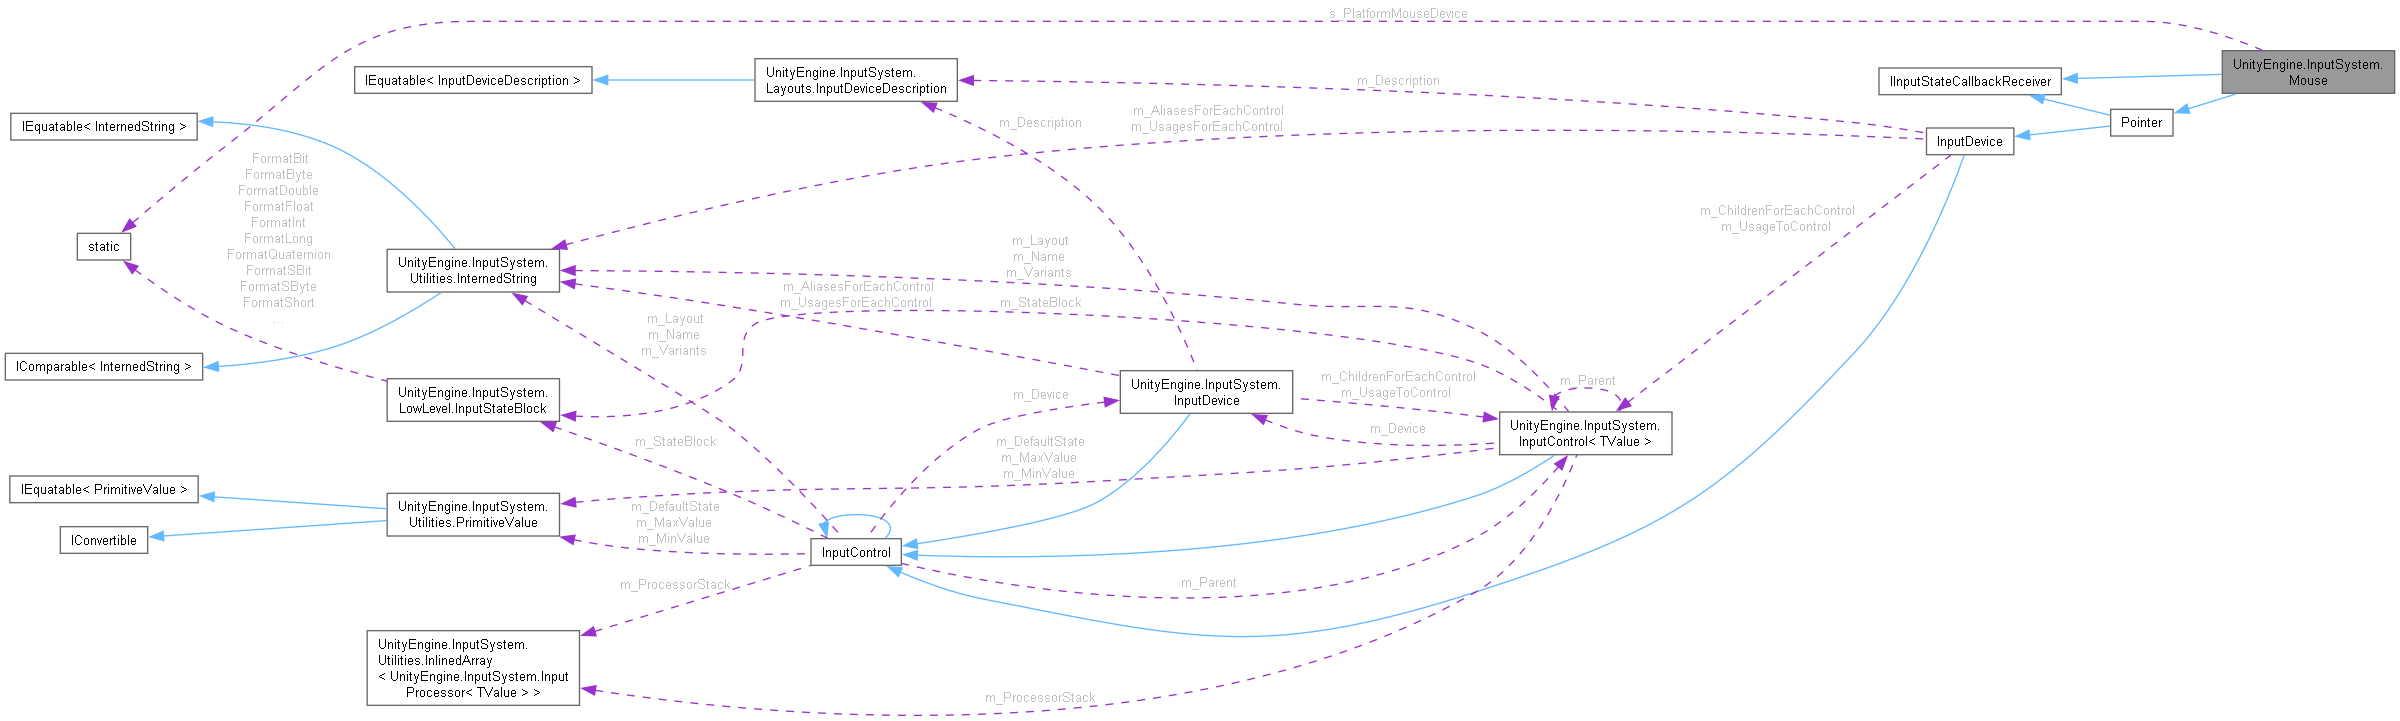 s_PlatformMouseDevice
UnityEngine.InputSystem.
Mouse
IEquatable< InputDeviceDescription >
UnityEngine.InputSystem.
Layouts.InputDeviceDescription
m_Description
IInputStateCallbackReceiver
Pointer
IEquatable< InternedString >
m_Description
m_AliasesForEachControl
m_UsagesForEachControl
InputDevice
FormatBit
FormatByte
FormatDouble
FormatFloat
FormatInt
FormatLong
FormatQuaternion
FormatSBit
FormatSByte
FormatShort
...
static
UnityEngine.InputSystem.
Utilities.InternedString
m_Layout
m_Name
m_Variants
m_ChildrenForEachControl
m_UsageToControl
m_AliasesForEachControl
m_UsagesForEachControl
m_StateBlock
m_Layout
m_Name
m_Variants
IComparable< InternedString >
UnityEngine.InputSystem.
LowLevel.InputStateBlock
m_Device
UnityEngine.InputSystem.
InputDevice
m_ChildrenForEachControl
m_UsageToControl
m_Parent
m_StateBlock
m_DefaultState
m_MaxValue
m_MinValue
m_Device
UnityEngine.InputSystem.
InputControl< TValue >
IEquatable< PrimitiveValue >
UnityEngine.InputSystem.
Utilities.PrimitiveValue
m_DefaultState
m_MaxValue
m_MinValue
IConvertible
InputControl
m_ProcessorStack
m_Parent
UnityEngine.InputSystem.
Utilities.InlinedArray
< UnityEngine.InputSystem.Input
Processor< TValue > >
m_ProcessorStack